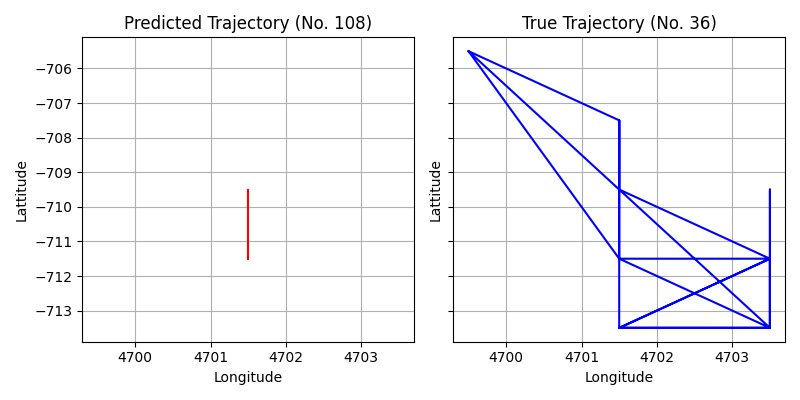 Predicted Trajectory (No. 108)
True Trajectory (No. 36)
−706
−707
−708
−709
−710
−711
−712
−713
Lattitude
Lattitude
4700 4701 4702 4703
4700 4701 4702 4703
Longitude
Longitude